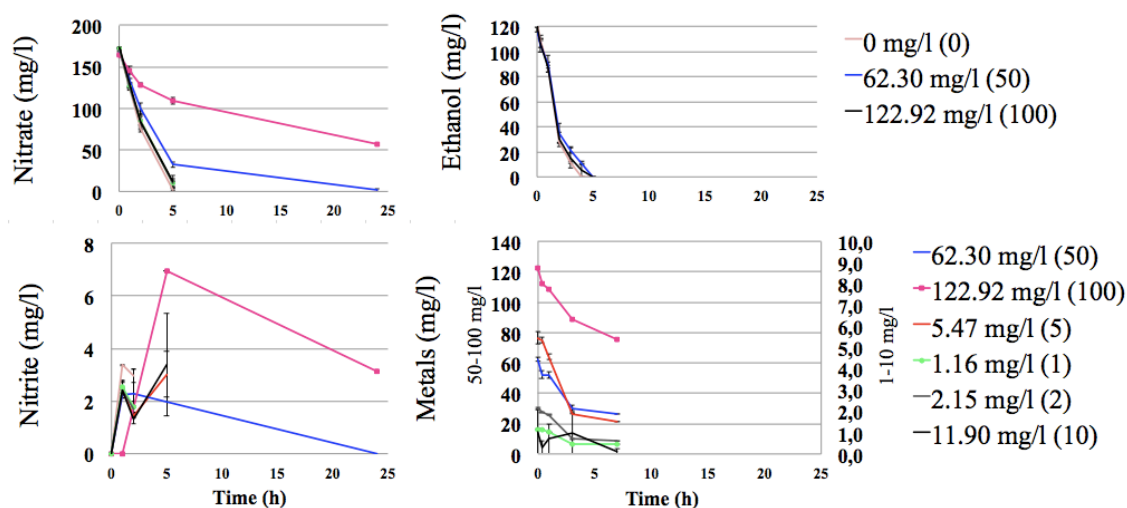 Nitrate (mg/l)
200
150
100
50
0
0 5 10 15 20 25
Ethanol (mg/l)
120
100
80
60
40
20
0
0 5 10 15 20 25
0 mg/l (0)
62.30 mg/l (50)
122.92 mg/l (100)
Nitrite (mg/l)
8
6
4
2
0
0 5 10 15 20 25
Time (h)
Metals (mg/l)
50-100 mg/l
140
120
100
80
60
40
20
0
0 5 10 15 20 25
Time (h)
10,0
9,0
8,0
7,0
6,0
5,0
4,0
3,0
2,0
1,0
0,0
1-10 mg/l
62.30 mg/l (50)
122.92 mg/l (100)
5.47 mg/l (5)
1.16 mg/l (1)
2.15 mg/l (2)
11.90 mg/l (10)